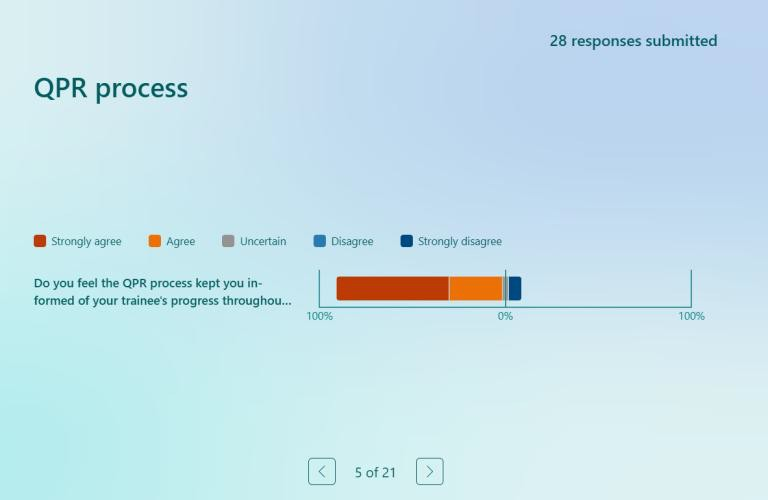 28 responses submitted
QPR process
Strongly agree
Agree
Uncertain
Disagree
Strongly disagree
Do you feel the QPR process kept you in-
formed of your trainee's progress throughou...
100%
0%
100%
5 of 21